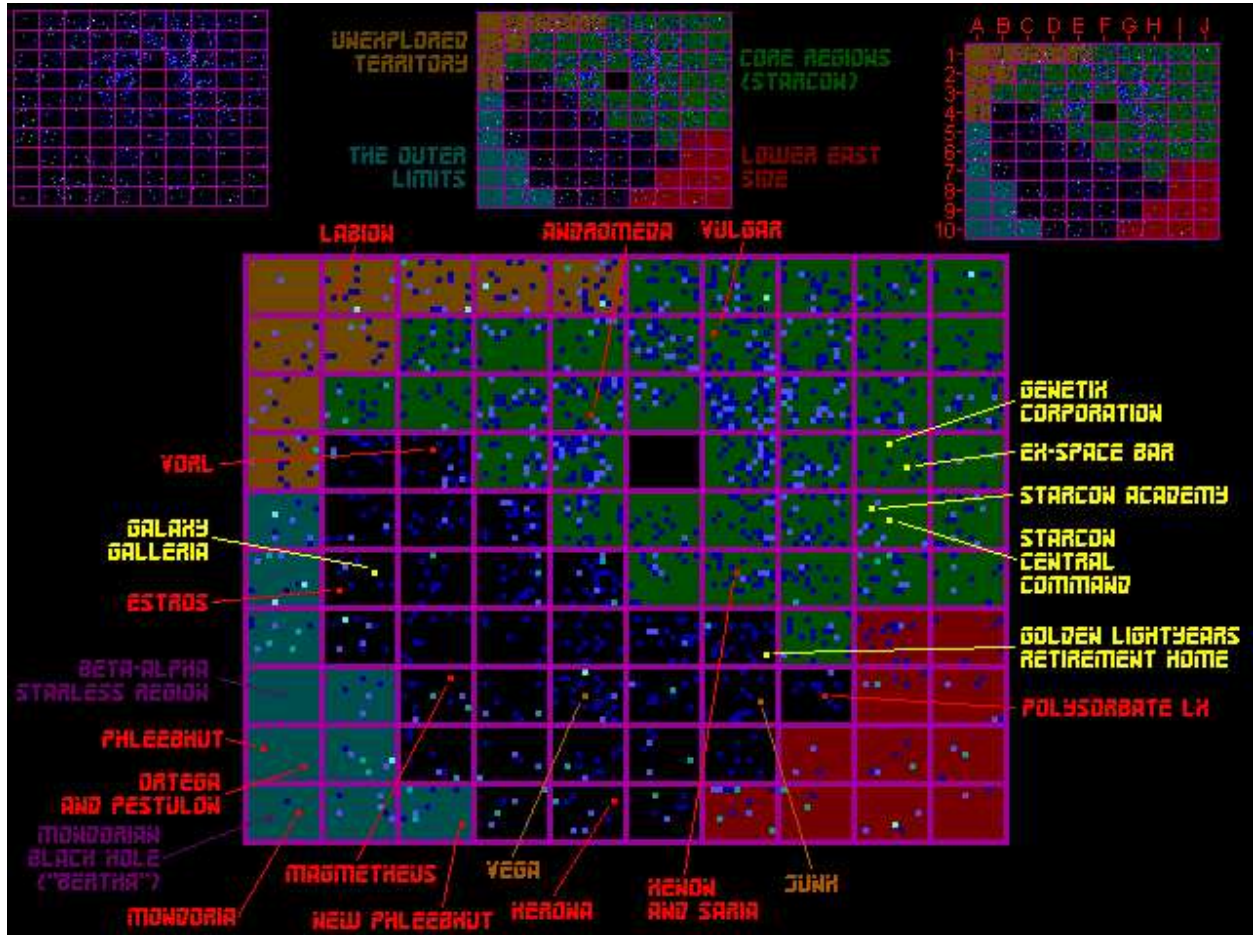 UNEXPLORED
TERRITORY
CORE REGIONS
(STARCON)
THE OUTER
LIMITS
LOWER EAST
SIDE
A B C D E F G H I J
1
2
3
4
5
6
7
8
9
10
LABION
ANDROMEDA
VULGAR
GENETIX
CORPORATION
VORL
EX-SPACE BAR
STARCON ACADEMY
GALAXY
GALLERIA
STARCON
CENTRAL
COMMAND
ESTROS
GOLDEN LIGHTYEARS
RETIREMENT HOME
BETA-ALPHA
STARLESS REGION
POLYSORBATE LX
PHLEEBHUT
ORTEGA
AND PESTULON
MONDORIAN
BLACK HOLE
("BERTHA")
MAGMETHEUS
VEGA
XENON
AND SARIA
JUNK
MONDORIA
NEW PHLEEBHUT
KERONA